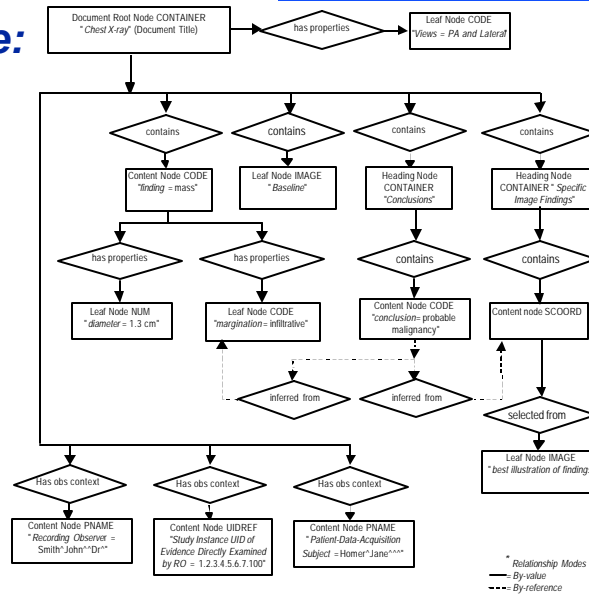 e:
Document Root Node CONTAINER
" Chest X-ray" (Document Title)
has properties
Leaf Node CODE
"Views = PA and Lateral"
contains
contains
contains
contains
Content Node CODE
"finding = mass"
Leaf Node IMAGE
"Baseline"
Heading Node
CONTAINER
"Conclusions"
Heading Node
CONTAINER " Specific
Image Findings"
has properties
has properties
contains
contains
Leaf Node NUM
" diameter = 1.3 cm"
Leaf Node CODE
"margination= infiltrative"
Content Node CODE
"conclusion= probable
malignancy"
Content node SCOORD
inferred from
inferred from
selected from
Leaf Node IMAGE
" best illustration of findings
Has obs context
Has obs context
Has obs context
Content Node PNAME
" Recording Observer =
Smith^John^^Dr^"
Content Node UIDREF
"Study Instance UID of
Evidence Directly Examined
by RO = 1.2.3.4.5.6.7.100"
Content Node PNAME
" Patient-Data-Acquisition
Subject = Homer^Jane^^^"
* Relationship Modes
= By-value
= By-reference